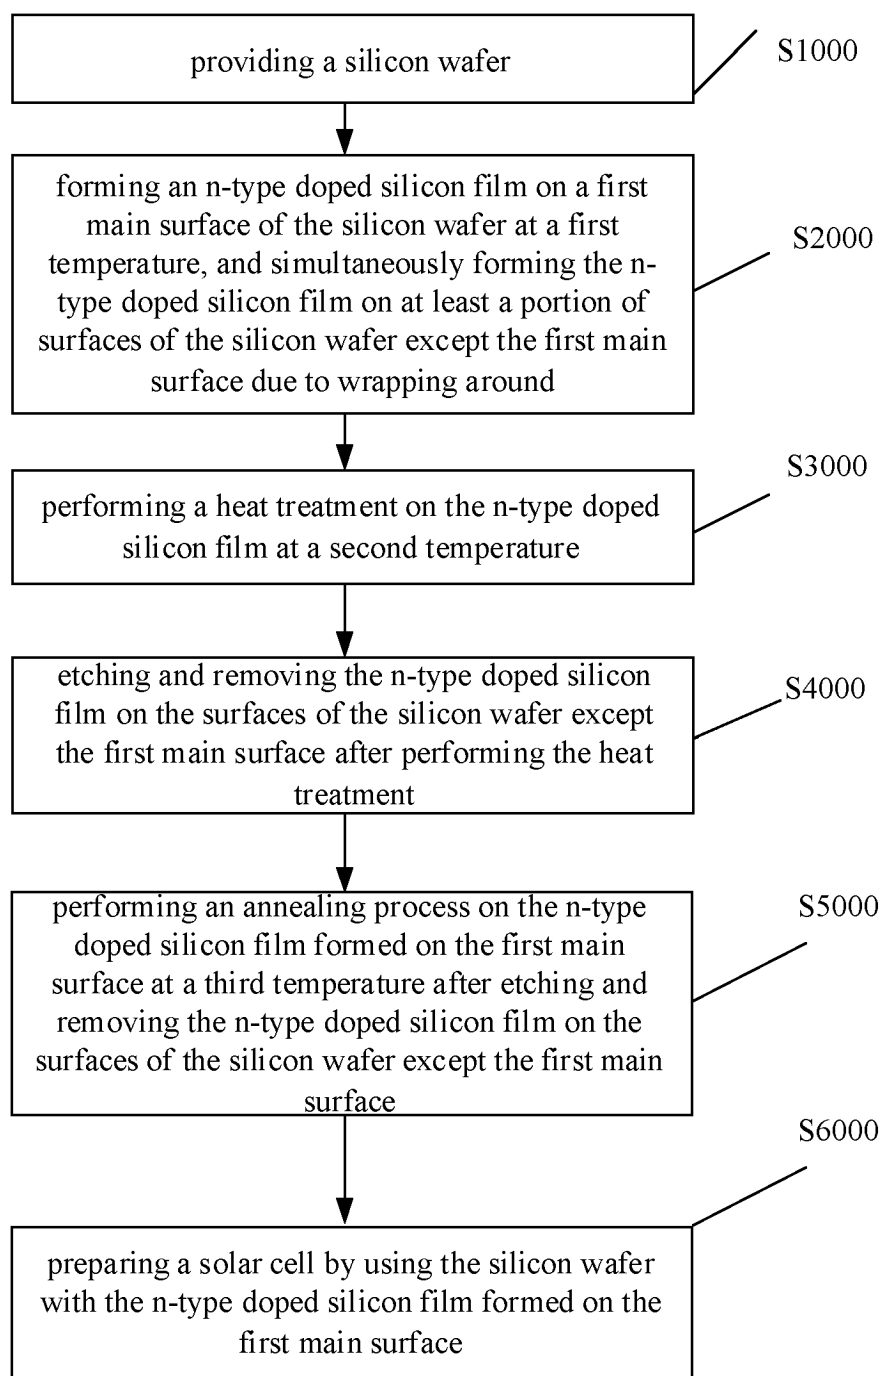 providing a silicon wafer
S1000
forming an n-type doped silicon film on a first
main surface of the silicon wafer at a first
temperature, and simultaneously forming the n-
type doped silicon film on at least a portion of
surfaces of the silicon wafer except the first main
surface due to wrapping around
S2000
performing a heat treatment on the n-type doped
silicon film at a second temperature
S3000
etching and removing the n-type doped silicon
film on the surfaces of the silicon wafer except
the first main surface after performing the heat
treatment
S4000
performing an annealing process on the n-type
doped silicon film formed on the first main
surface at a third temperature after etching and
removing the n-type doped silicon film on the
surfaces of the silicon wafer except the first main
surface
S5000
preparing a solar cell by using the silicon wafer
with the n-type doped silicon film formed on the
first main surface
S6000